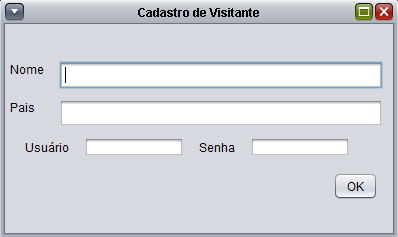 Cadastro de Visitante
Nome
Pais
Usuário Senha
OK